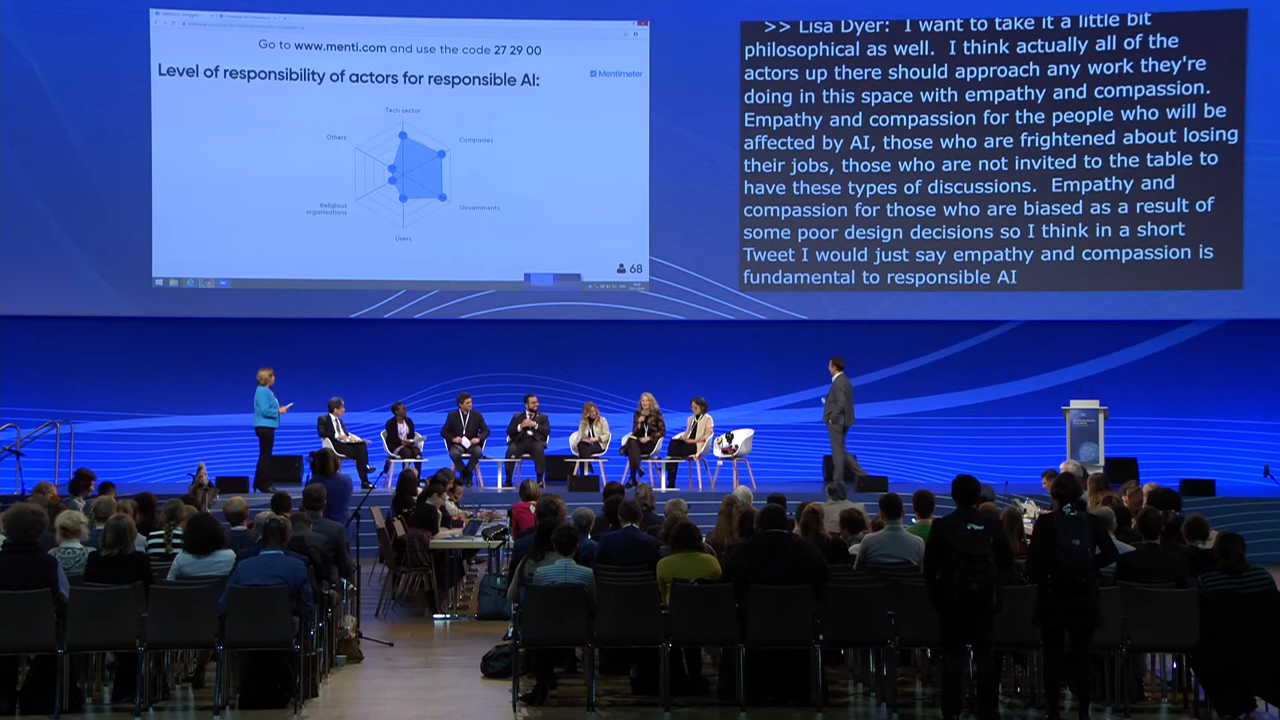 Go to www.menti.com and use the code 27 29 00
Level of responsibility of actors for responsible AI:
Mentimeter
Tech sector
Others
Companies
Religious
organisations
Governments
Users
68
>> Lisa Dyer: I want to take it a little bit
philosophical as well. I think actually all of the
actors up there should approach any work they're
doing in this space with empathy and compassion.
Empathy and compassion for the people who will be
affected by AI, those who are frightened about losing
their jobs, those who are not invited to the table to
have these types of discussions. Empathy and
compassion for those who are biased as a result of
some poor design decisions so I think in a short
Tweet I would just say empathy and compassion is
fundamental to responsible AI